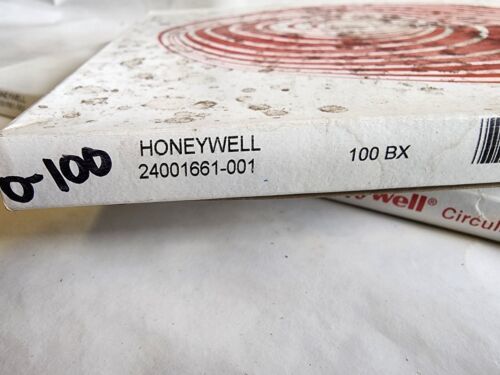 0-100
HONEYWELL
24001661-001
100 BX
well® Circul